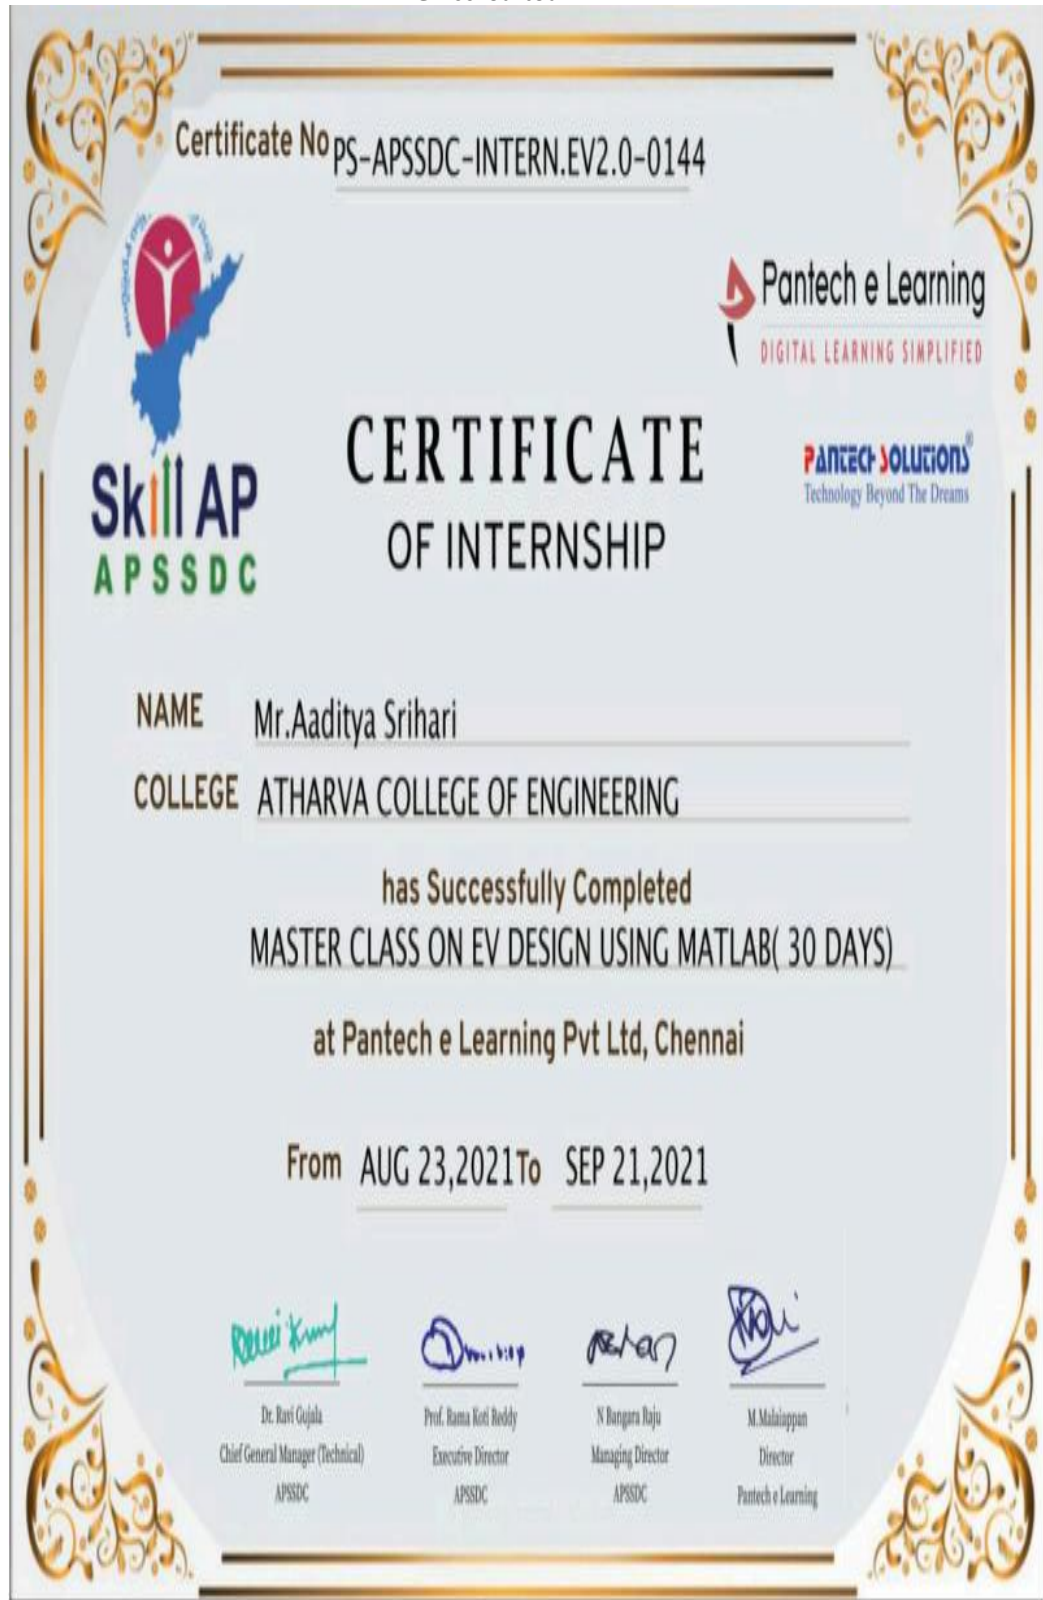 Certificate No PS-APSSDC-INTERN.EV2.0-0144
Pantech e Learning
DIGITAL LEARNING SIMPLIFIED
PANTECH SOLUTIONS®
Technology Beyond The Dreams
Skill AP
APSSDC
CERTIFICATE
OF INTERNSHIP
NAME Mr.Aaditya Srihari
COLLEGE ATHARVA COLLEGE OF ENGINEERING
has Successfully Completed
MASTER CLASS ON EV DESIGN USING MATLAB( 30 DAYS)
at Pantech e Learning Pvt Ltd, Chennai
From AUG 23,2021 To SEP 21,2021
Dr. Ravi Gujala Prof. Rama Koti Reddy N Bangara Raju M.Malaiappan
Chief General Manager (Technical) Executive Director Managing Director Director
APSSDC APSSDC APSSDC Pantech e Learning